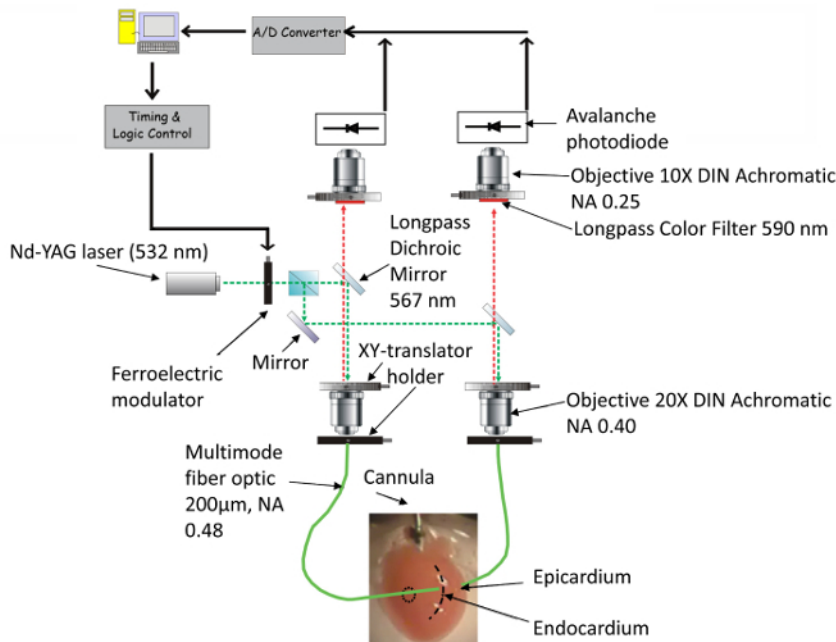 A/D Converter
Timing &
Logic Control
Avalanche
photodiode
Objective 10X DIN Achromatic
NA 0.25
Longpass Color Filter 590 nm
Longpass
Dichroic
Mirror
567 nm
Nd-YAG laser (532 nm)
Ferroelectric
modulator
Mirror
XY-translator
holder
Objective 20X DIN Achromatic
NA 0.40
Multimode
fiber optic
200µm, NA
0.48
Cannula
Epicardium
Endocardium